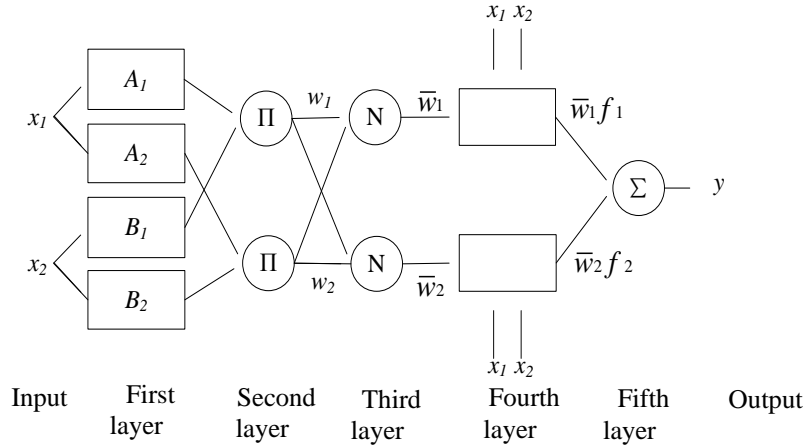 x1 x2
A1
w1
w̅1
w̅1f1
Π
N
x1
A2
Σ
y
B1
w̅2f2
x2
Π
N
B2
w2
w̅2
x1 x2
Input First layer Second layer Third layer Fourth layer Fifth layer Output